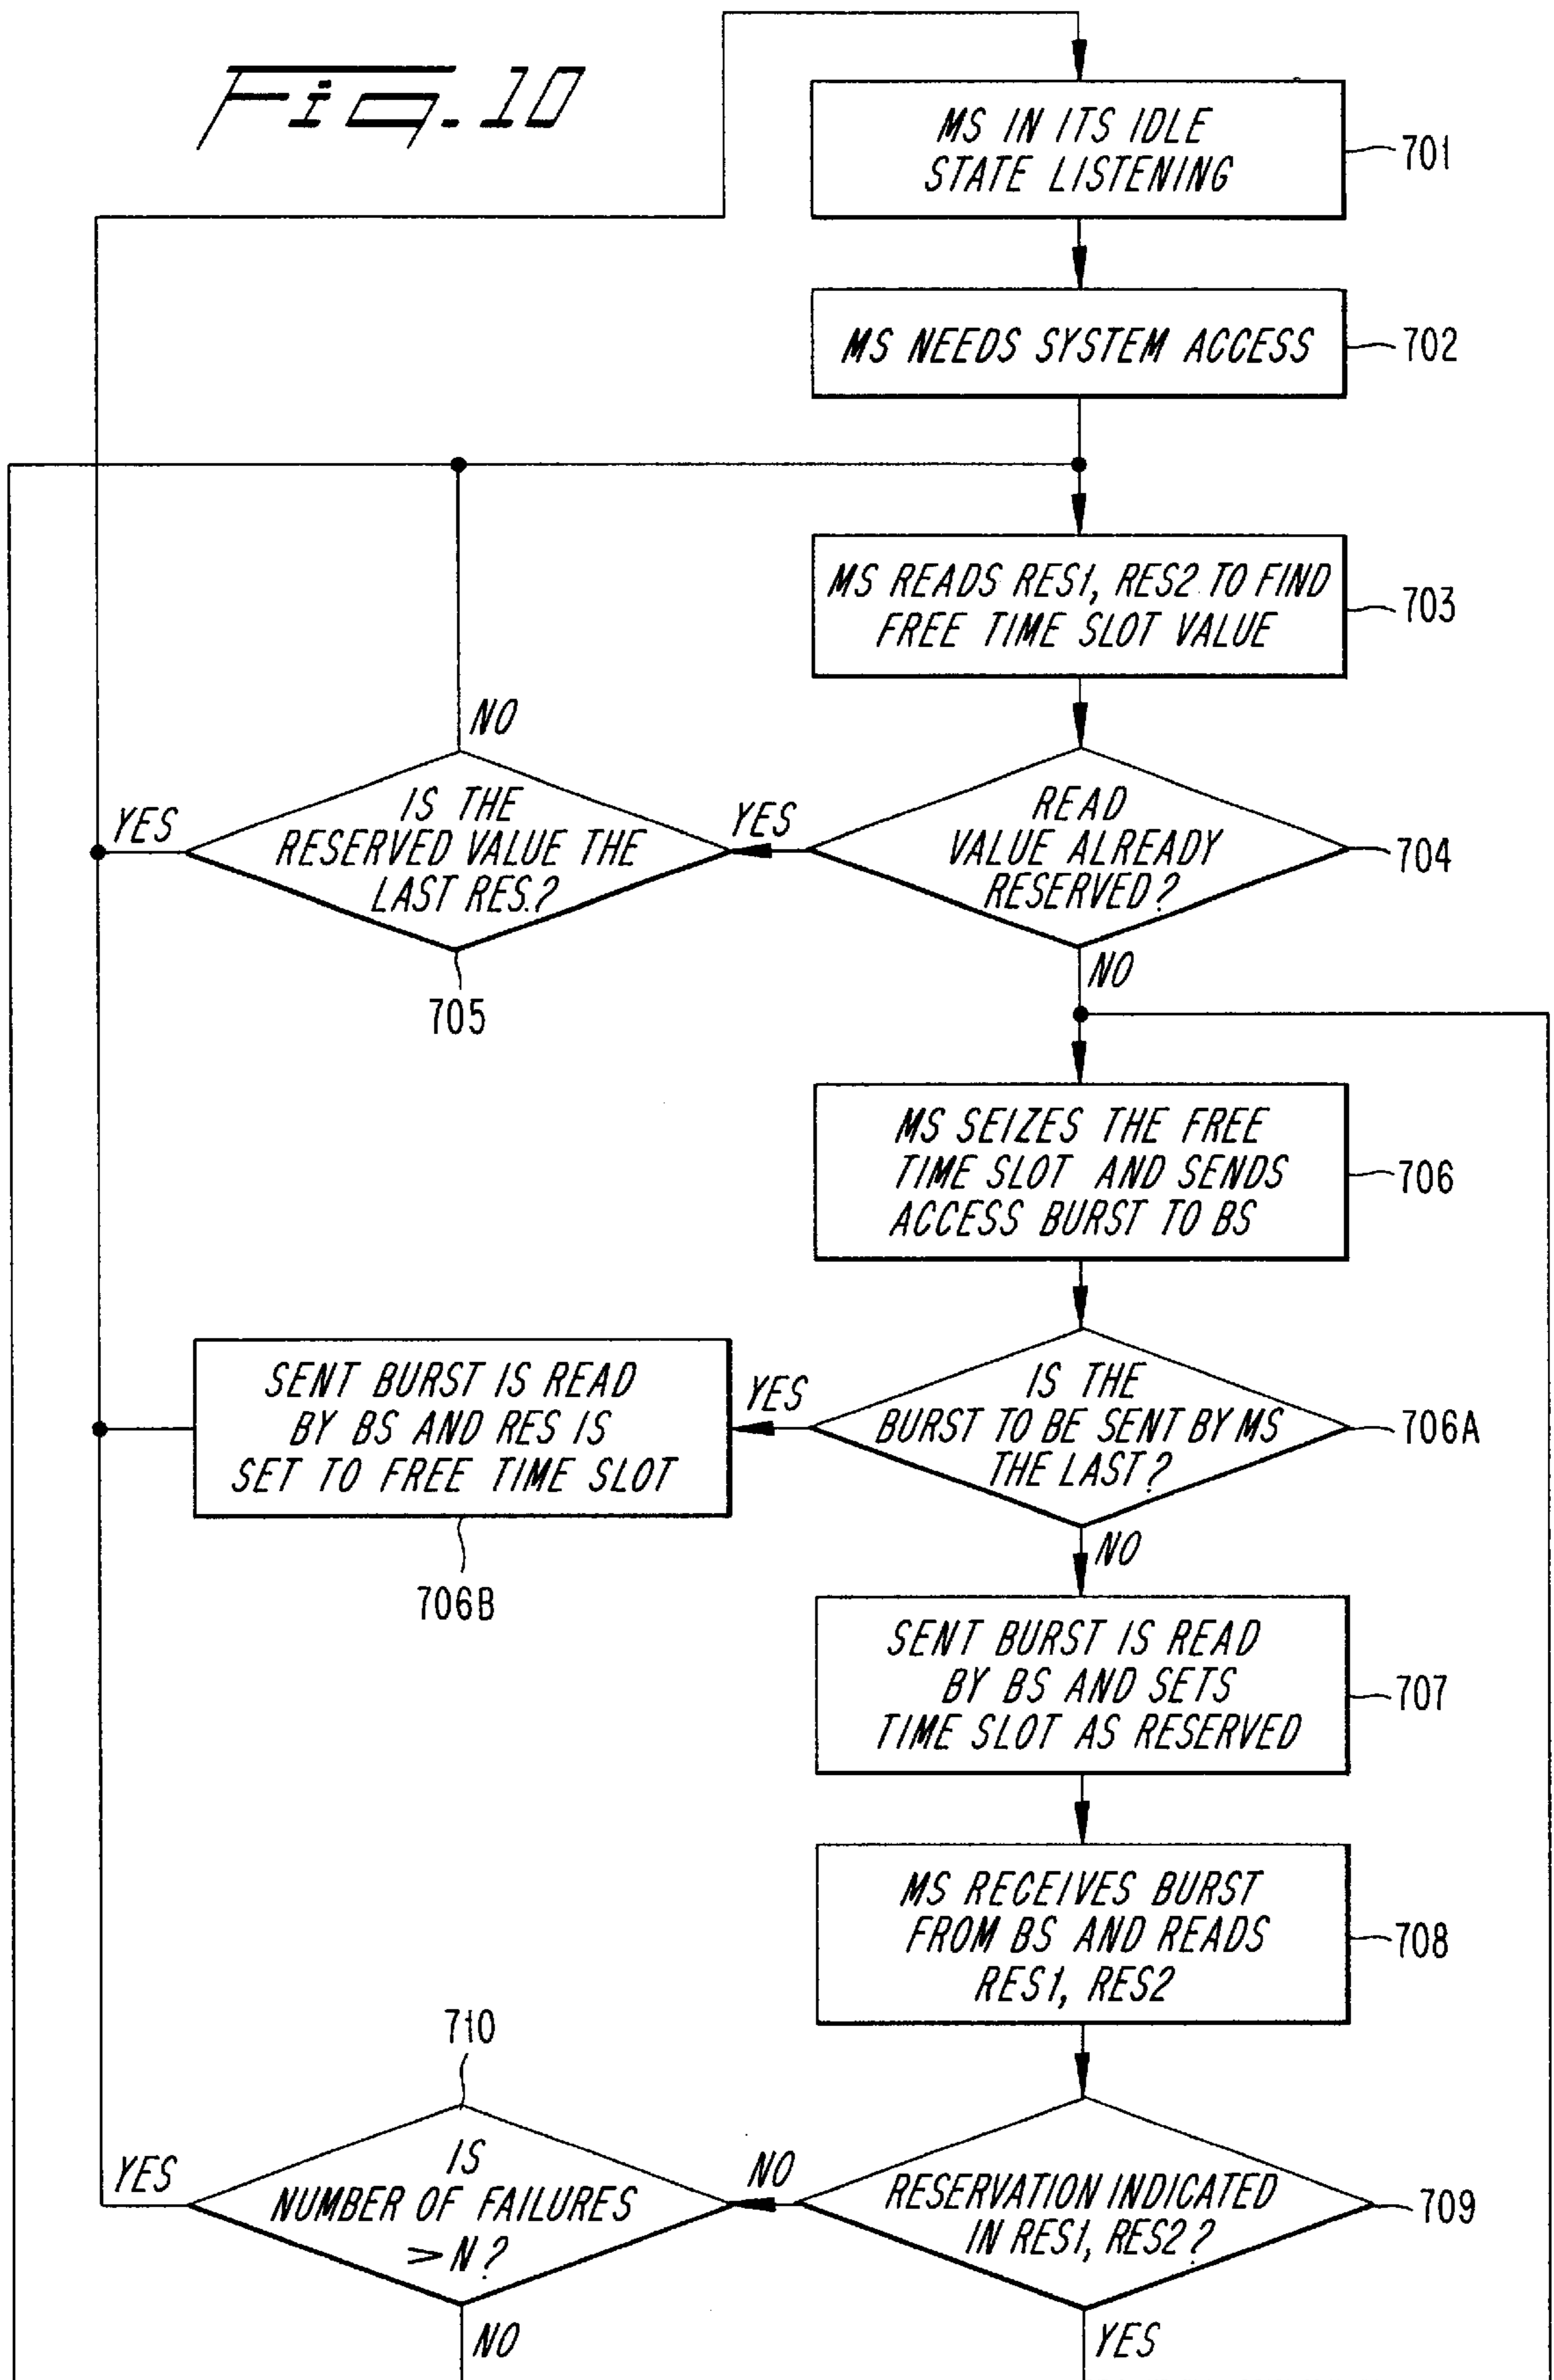 Fig. 10
MS IN ITS IDLE
STATE LISTENING
701
MS NEEDS SYSTEM ACCESS
702
MS READS RES1, RES2 TO FIND
FREE TIME SLOT VALUE
703
READ
VALUE ALREADY
RESERVED?
704
YES
NO
IS THE
RESERVED VALUE THE
LAST RES.?
705
NO
YES
MS SEIZES THE FREE
TIME SLOT AND SENDS
ACCESS BURST TO BS
706
IS THE
BURST TO BE SENT BY MS
THE LAST?
706A
YES
NO
SENT BURST IS READ
BY BS AND RES IS
SET TO FREE TIME SLOT
706B
SENT BURST IS READ
BY BS AND SETS
TIME SLOT AS RESERVED
707
MS RECEIVES BURST
FROM BS AND READS
RES1, RES2
708
RESERVATION INDICATED
IN RES1, RES2?
709
NO
YES
710
IS
NUMBER OF FAILURES
> N?
YES
NO